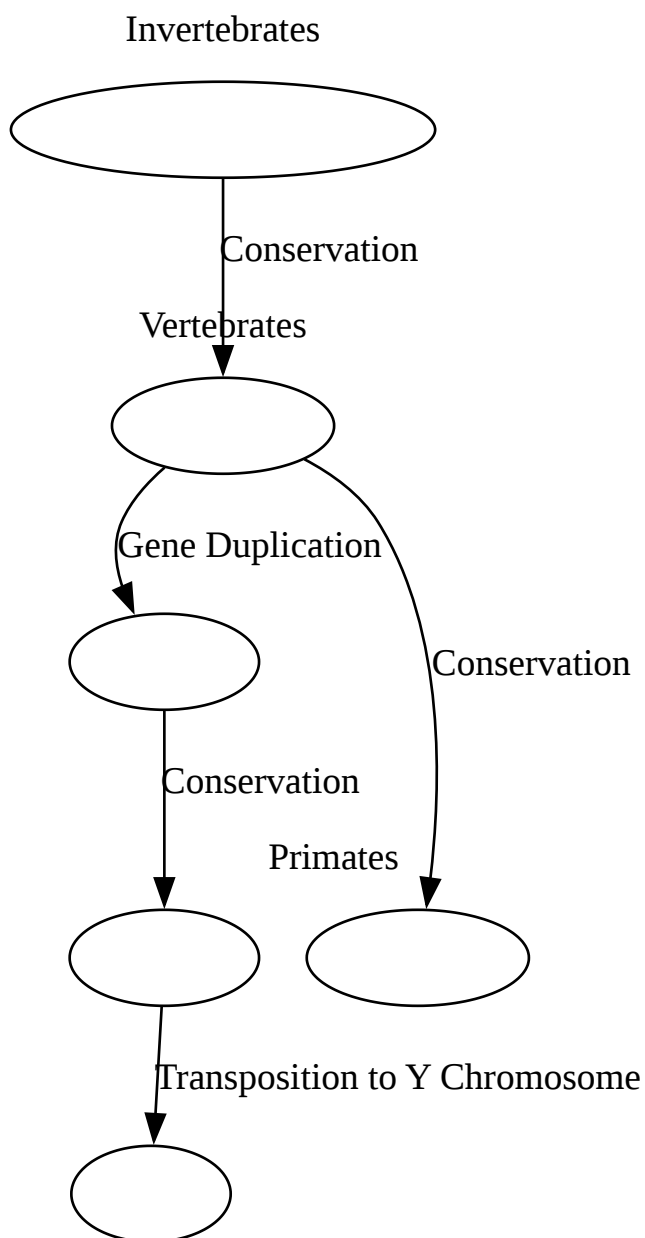 Invertebrates
Conservation
Vertebrates
Gene Duplication
Conservation
Conservation
Primates
Transposition to Y Chromosome